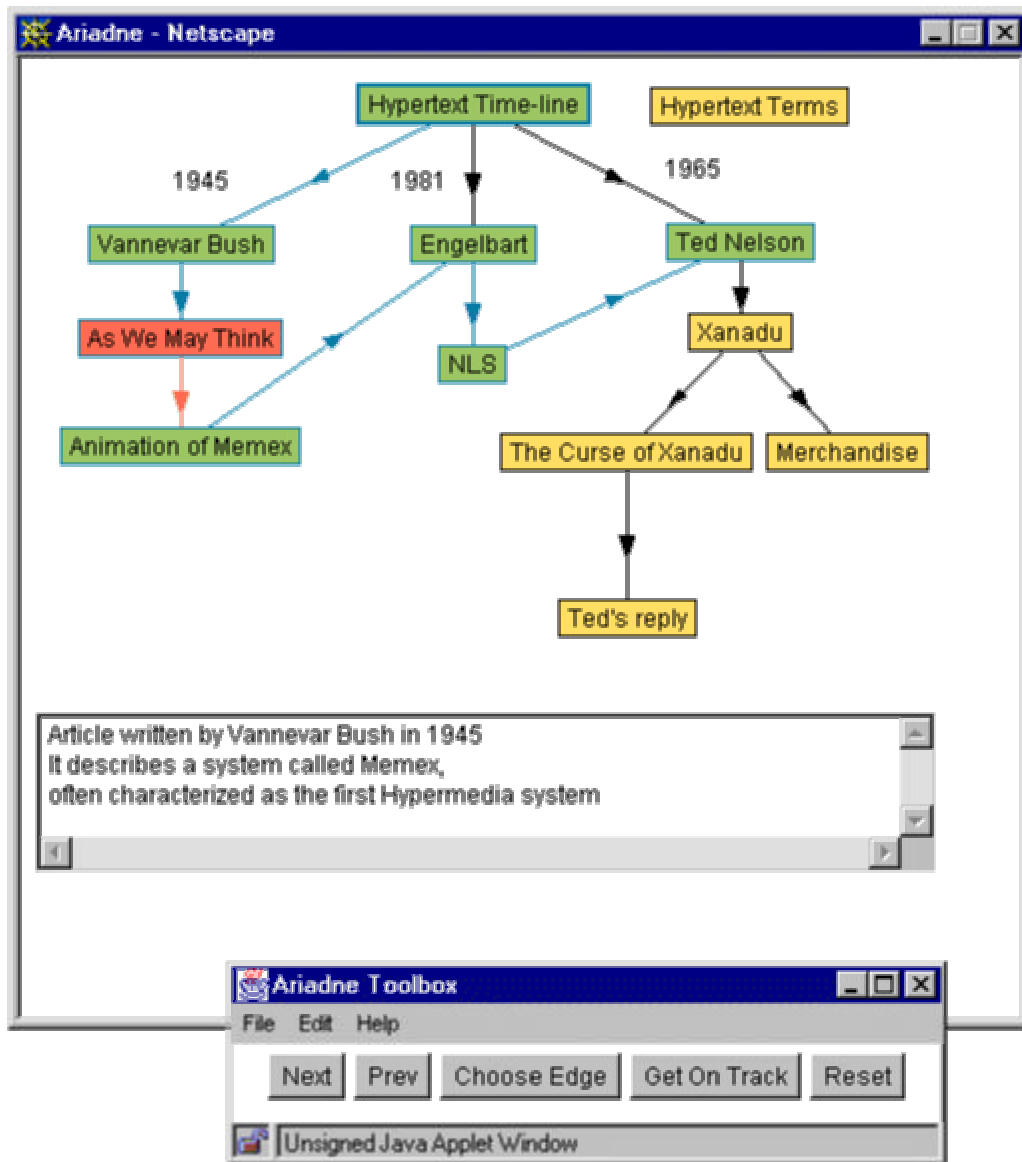 Ariadne - Netscape
Hypertext Time-line
Hypertext Terms
1945
1981
1965
Vannevar Bush
Engelbart
Ted Nelson
As We May Think
Xanadu
NLS
Animation of Memex
The Curse of Xanadu
Merchandise
Ted's reply
Article written by Vannevar Bush in 1945
It describes a system called Memex,
often characterized as the first Hypermedia system
Ariadne Toolbox
File Edit Help
Next Prev Choose Edge Get On Track Reset
Unsigned Java Applet Window